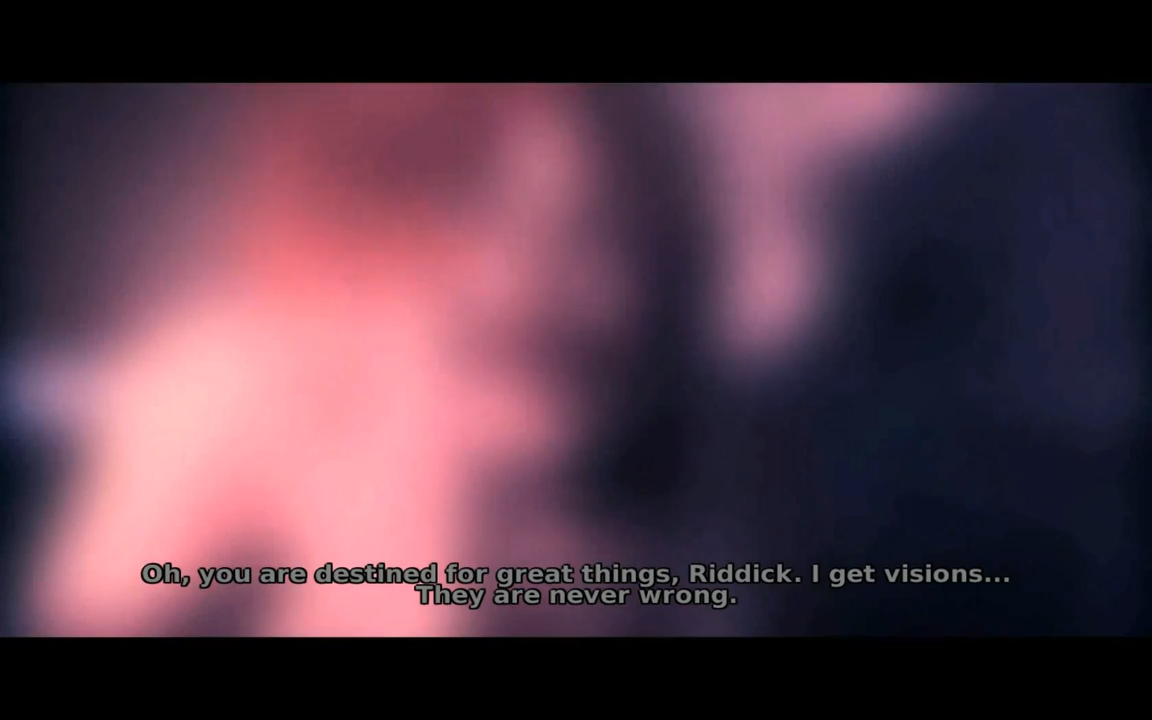 Oh, you are destined for great things, Riddick. I get visions...
They are never wrong.